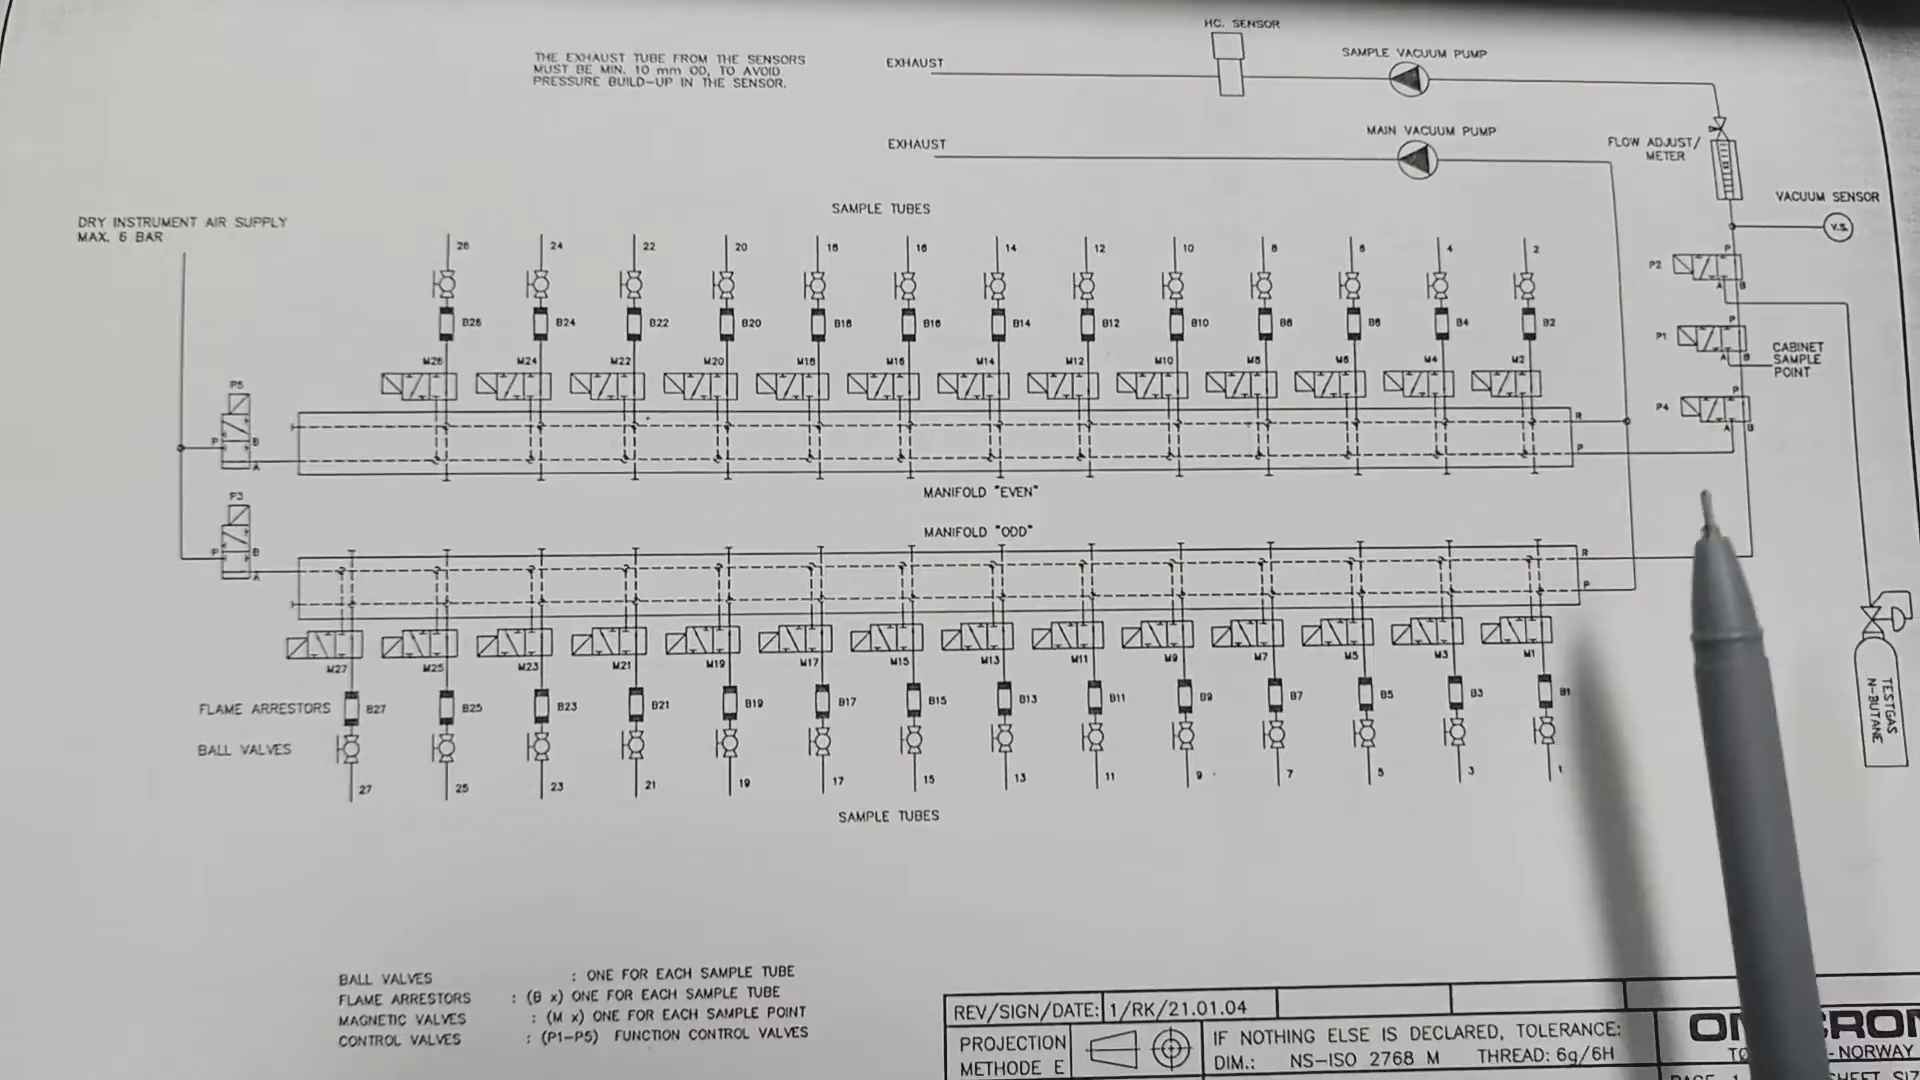 HC. SENSOR
THE EXHAUST TUBE FROM THE SENSORS
MUST BE MIN. 10 mm OD, TO AVOID
PRESSURE BUILD-UP IN THE SENSOR.
EXHAUST
SAMPLE VACUUM PUMP
EXHAUST
MAIN VACUUM PUMP
FLOW ADJUST/
METER
VACUUM SENSOR
V.S.
DRY INSTRUMENT AIR SUPPLY
MAX. 6 BAR
SAMPLE TUBES
26 24 22 20 18 16 14 12 10 8 6 4 2
B26 B24 B22 B20 B18 B16 B14 B12 B10 B8 B6 B4 B2
M26 M24 M22 M20 M18 M16 M14 M12 M10 M8 M6 M4 M2
P2
P
A B
P1
P
A B
CABINET
SAMPLE
POINT
P4
P
A B
P5
P B
A
R
P
MANIFOLD "EVEN"
P3
P B
A
MANIFOLD "ODD"
R
P
M27 M25 M23 M21 M19 M17 M15 M13 M11 M9 M7 M5 M3 M1
FLAME ARRESTORS
B27 B25 B23 B21 B19 B17 B15 B13 B11 B9 B7 B5 B3 B1
BALL VALVES
27 25 23 21 19 17 15 13 11 9 7 5 3 1
SAMPLE TUBES
TESTGAS
N-BUTANE
BALL VALVES : ONE FOR EACH SAMPLE TUBE
FLAME ARRESTORS : (B x) ONE FOR EACH SAMPLE TUBE
MAGNETIC VALVES : (M x) ONE FOR EACH SAMPLE POINT
CONTROL VALVES : (P1-P5) FUNCTION CONTROL VALVES
REV/SIGN/DATE: 1/RK/21.01.04
PROJECTION
METHODE E
IF NOTHING ELSE IS DECLARED, TOLERANCE:
DIM.: NS-ISO 2768 M THREAD: 6g/6H
- NORWAY
PAGE